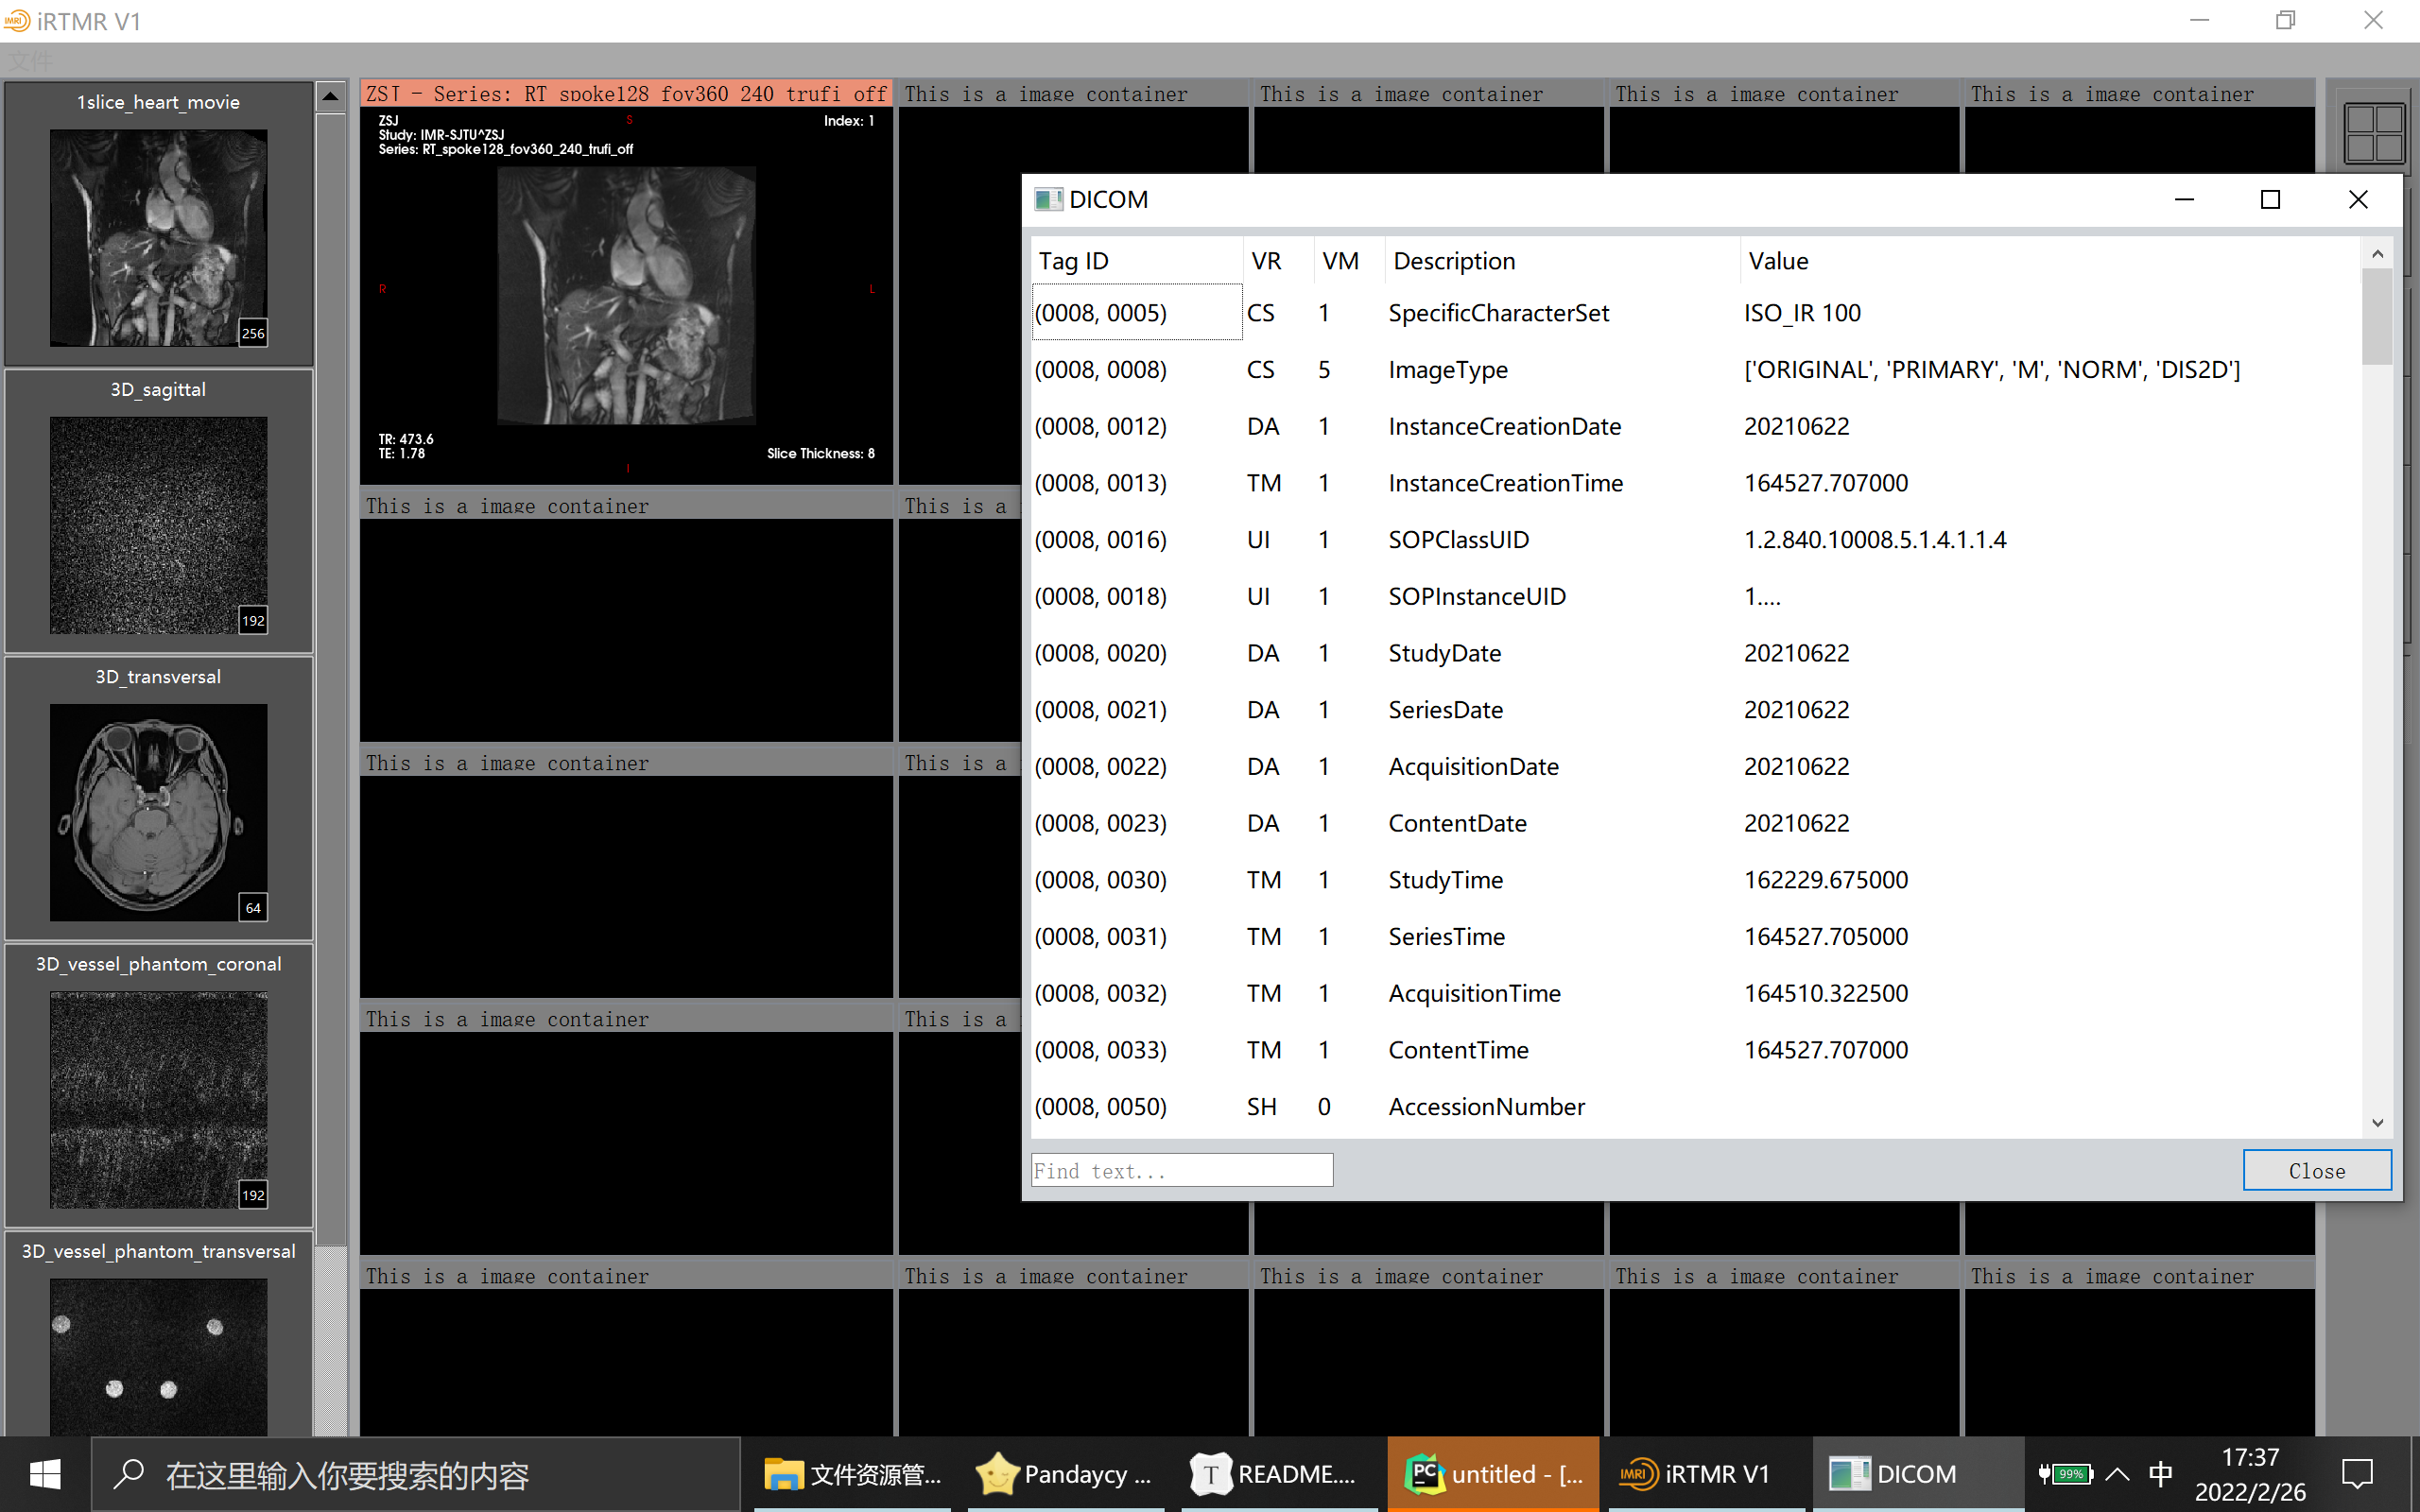 iRTMR V1
文件
1slice_heart_movie
256
3D_sagittal
192
3D_transversal
64
3D_vessel_phantom_coronal
192
3D_vessel_phantom_transversal
ZSJ - Series: RT_spoke128_fov360_240_trufi_off
ZSJ
Study: IMR-SJTU^ZSJ
Series: RT_spoke128_fov360_240_trufi_off
Index: 1
S
R
L
I
TR: 473.6
TE: 1.78
Slice Thickness: 8
This is a image container
This is a image container
This is a image container
This is a image container
This is a image container
This is a
This is a image container
This is a
This is a image container
This is a
This is a image container
This is a image container
This is a image container
This is a image container
This is a image container
DICOM
Tag ID VR VM Description Value
(0008, 0005) CS 1 SpecificCharacterSet ISO_IR 100
(0008, 0008) CS 5 ImageType ['ORIGINAL', 'PRIMARY', 'M', 'NORM', 'DIS2D']
(0008, 0012) DA 1 InstanceCreationDate 20210622
(0008, 0013) TM 1 InstanceCreationTime 164527.707000
(0008, 0016) UI 1 SOPClassUID 1.2.840.10008.5.1.4.1.1.4
(0008, 0018) UI 1 SOPInstanceUID 1....
(0008, 0020) DA 1 StudyDate 20210622
(0008, 0021) DA 1 SeriesDate 20210622
(0008, 0022) DA 1 AcquisitionDate 20210622
(0008, 0023) DA 1 ContentDate 20210622
(0008, 0030) TM 1 StudyTime 162229.675000
(0008, 0031) TM 1 SeriesTime 164527.705000
(0008, 0032) TM 1 AcquisitionTime 164510.322500
(0008, 0033) TM 1 ContentTime 164527.707000
(0008, 0050) SH 0 AccessionNumber
Find text...
Close
在这里输入你要搜索的内容
文件资源管...
Pandaycy ...
T README....
PC untitled - [...
IMRI iRTMR V1
DICOM
99%
中
17:37
2022/2/26